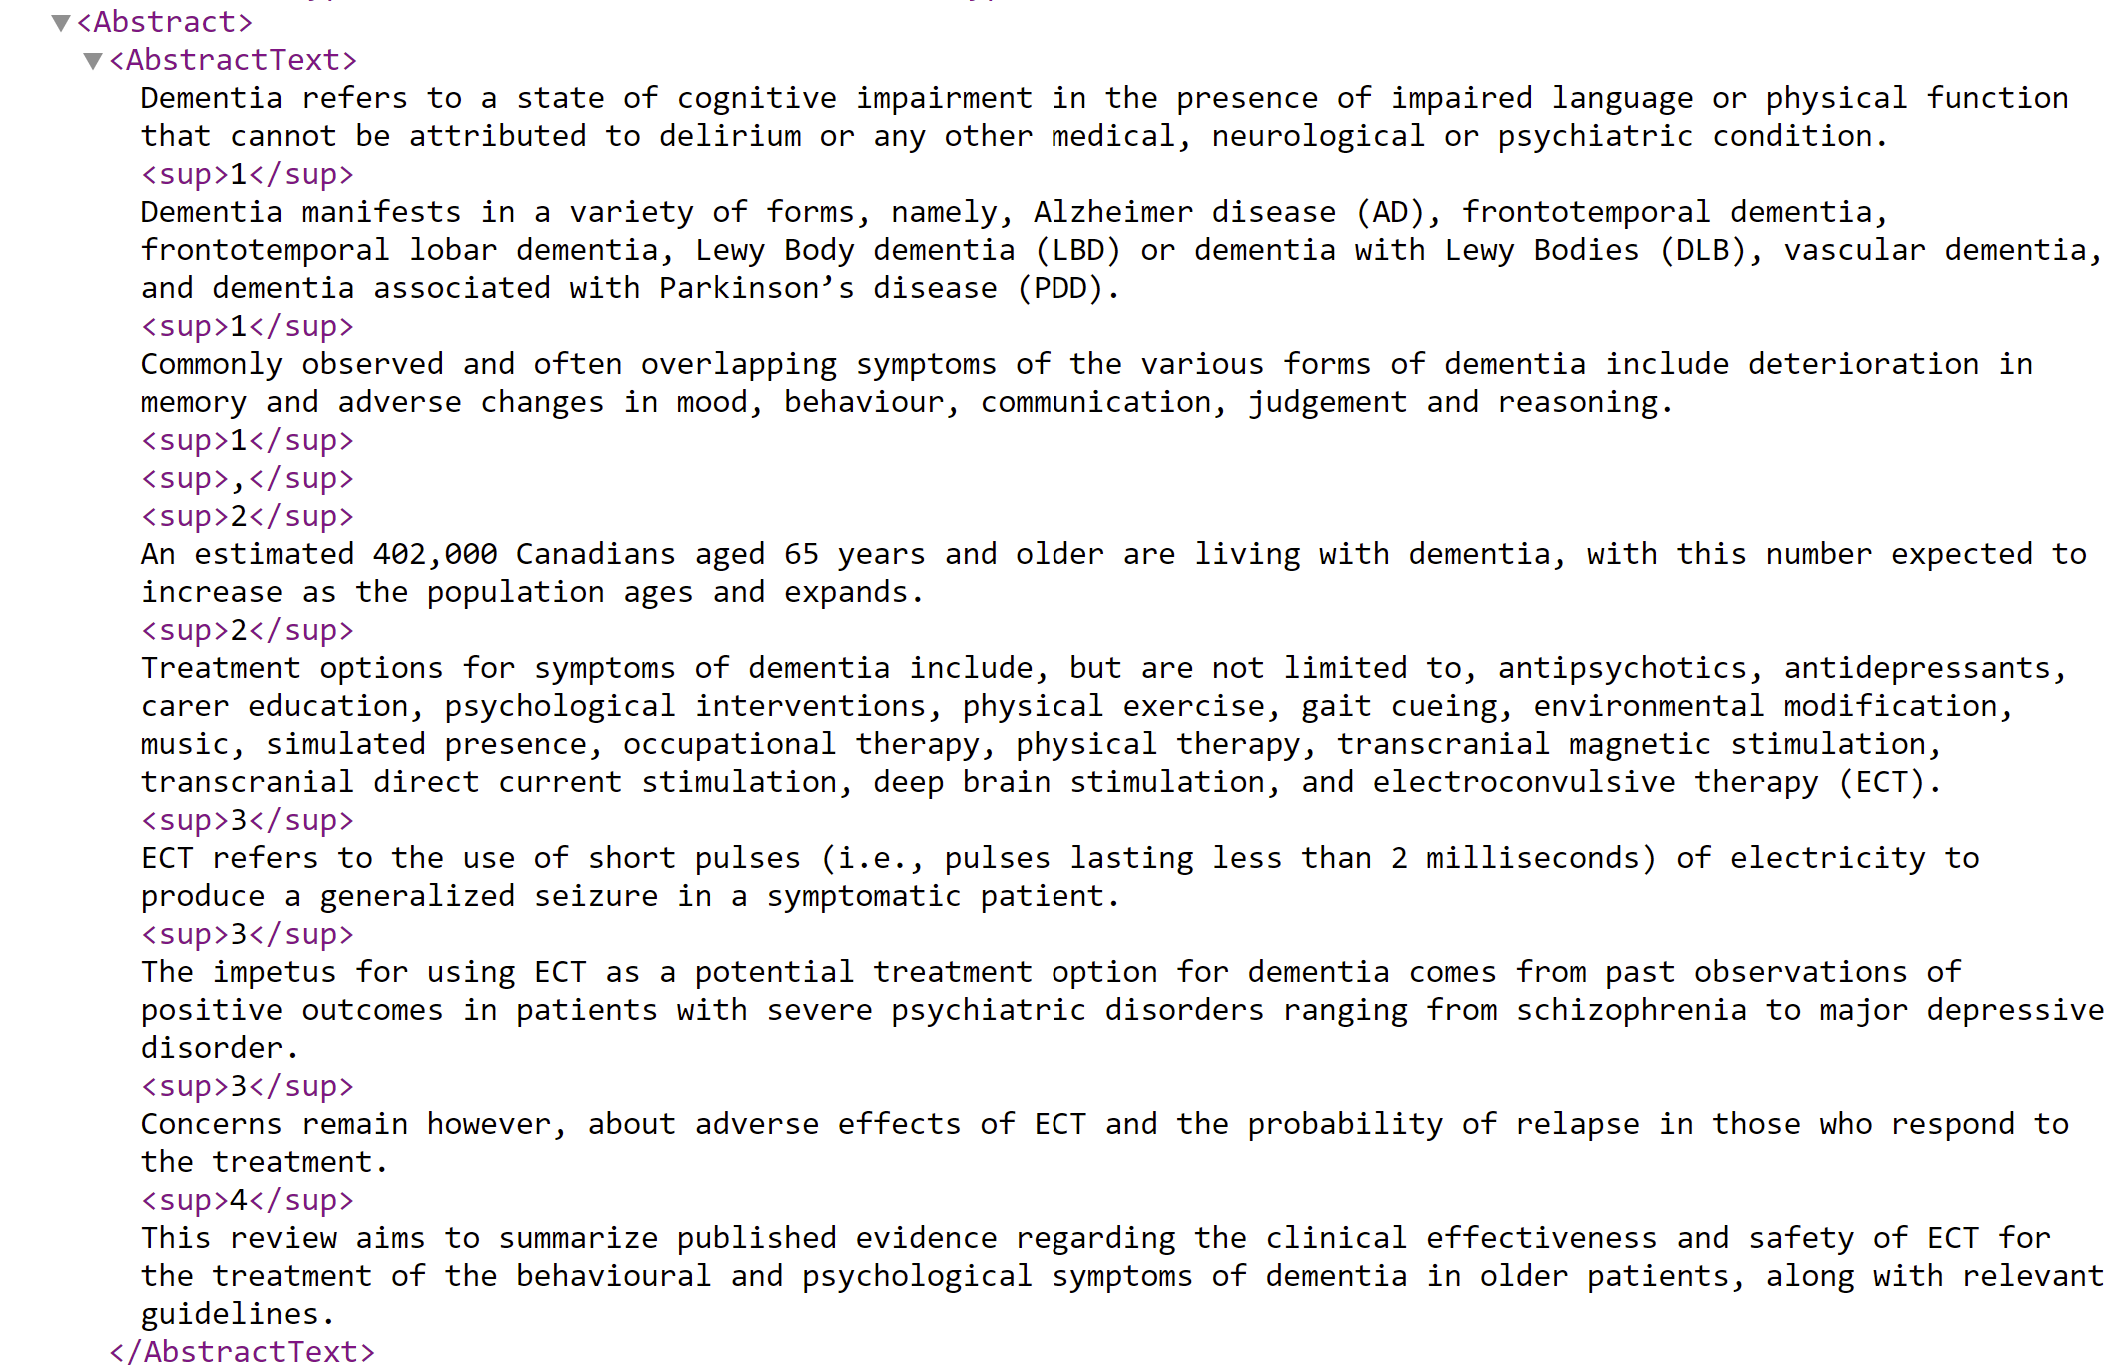 <Abstract>
<AbstractText>
Dementia refers to a state of cognitive impairment in the presence of impaired language or physical function
that cannot be attributed to delirium or any other medical, neurological or psychiatric condition.
<sup>1</sup>
Dementia manifests in a variety of forms, namely, Alzheimer disease (AD), frontotemporal dementia,
frontotemporal lobar dementia, Lewy Body dementia (LBD) or dementia with Lewy Bodies (DLB), vascular dementia,
and dementia associated with Parkinson’s disease (PDD).
<sup>1</sup>
Commonly observed and often overlapping symptoms of the various forms of dementia include deterioration in
memory and adverse changes in mood, behaviour, communication, judgement and reasoning.
<sup>1</sup>
<sup>,</sup>
<sup>2</sup>
An estimated 402,000 Canadians aged 65 years and older are living with dementia, with this number expected to
increase as the population ages and expands.
<sup>2</sup>
Treatment options for symptoms of dementia include, but are not limited to, antipsychotics, antidepressants,
carer education, psychological interventions, physical exercise, gait cueing, environmental modification,
music, simulated presence, occupational therapy, physical therapy, transcranial magnetic stimulation,
transcranial direct current stimulation, deep brain stimulation, and electroconvulsive therapy (ECT).
<sup>3</sup>
ECT refers to the use of short pulses (i.e., pulses lasting less than 2 milliseconds) of electricity to
produce a generalized seizure in a symptomatic patient.
<sup>3</sup>
The impetus for using ECT as a potential treatment option for dementia comes from past observations of
positive outcomes in patients with severe psychiatric disorders ranging from schizophrenia to major depressive
disorder.
<sup>3</sup>
Concerns remain however, about adverse effects of ECT and the probability of relapse in those who respond to
the treatment.
<sup>4</sup>
This review aims to summarize published evidence regarding the clinical effectiveness and safety of ECT for
the treatment of the behavioural and psychological symptoms of dementia in older patients, along with relevant
guidelines.
</AbstractText>